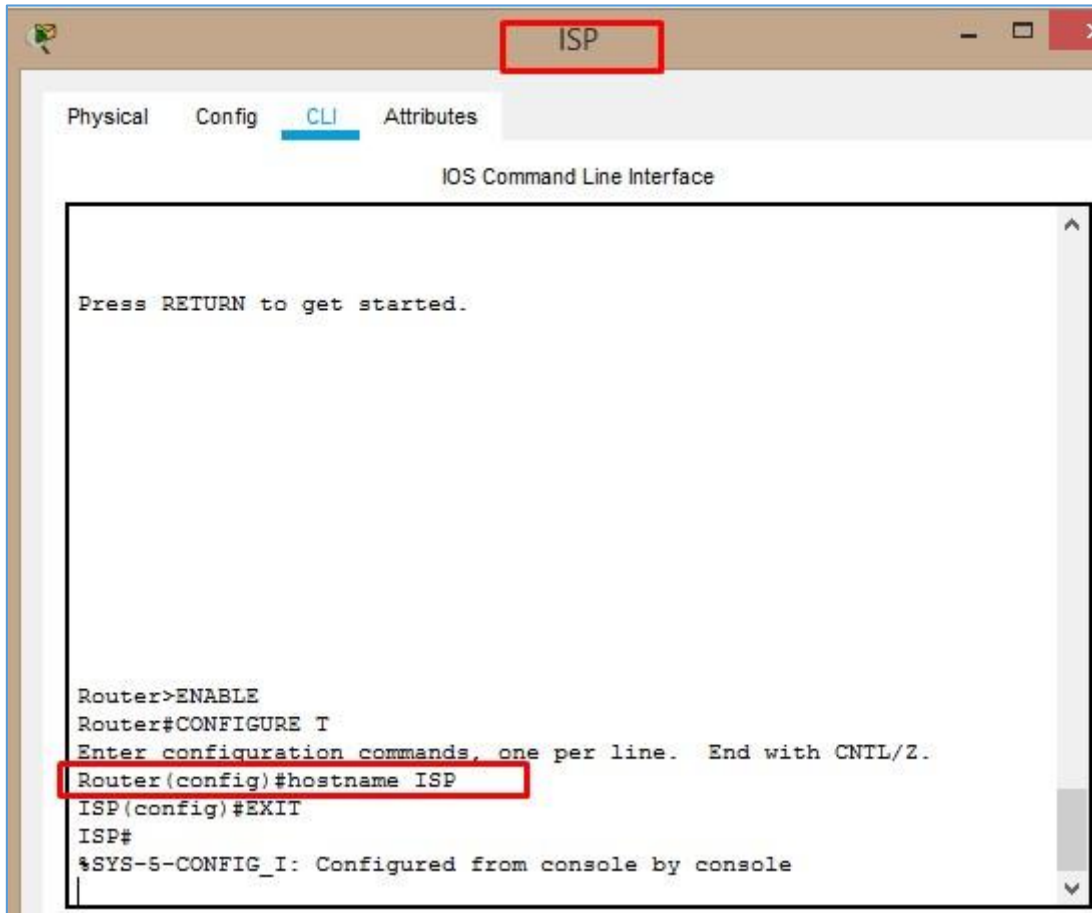 ISP
Physical Config CLI Attributes
IOS Command Line Interface
Press RETURN to get started.
Router>ENABLE
Router#CONFIGURE T
Enter configuration commands, one per line.  End with CNTL/Z.
Router(config)#hostname ISP
ISP(config)#EXIT
ISP#
%SYS-5-CONFIG_I: Configured from console by console